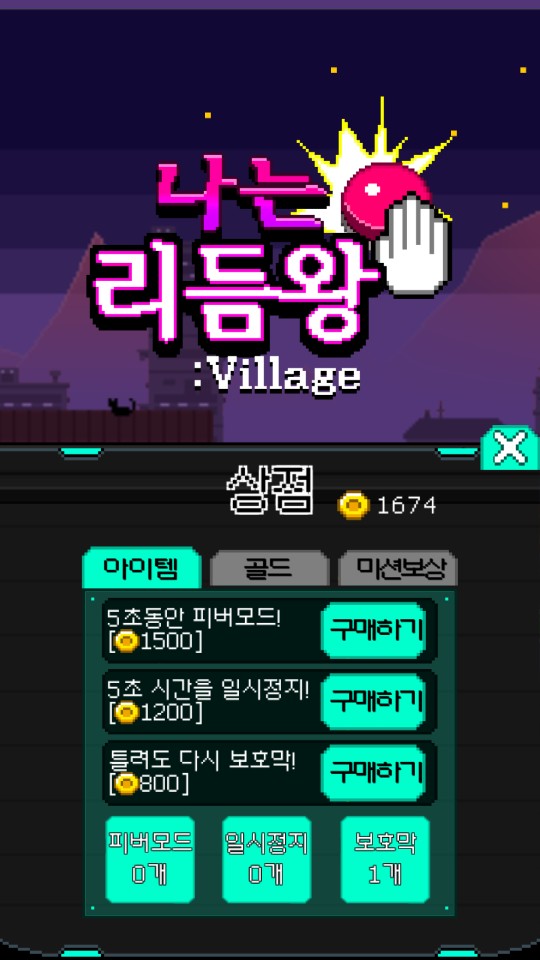 나는
리듬왕
:Village
상점
1674
아이템 골드 미션보상
5초동안 피버모드!
[1500]
구매하기
5초 시간을 일시정지!
[1200]
구매하기
틀려도 다시 보호막!
[800]
구매하기
피버모드
0개
일시정지
0개
보호막
1개